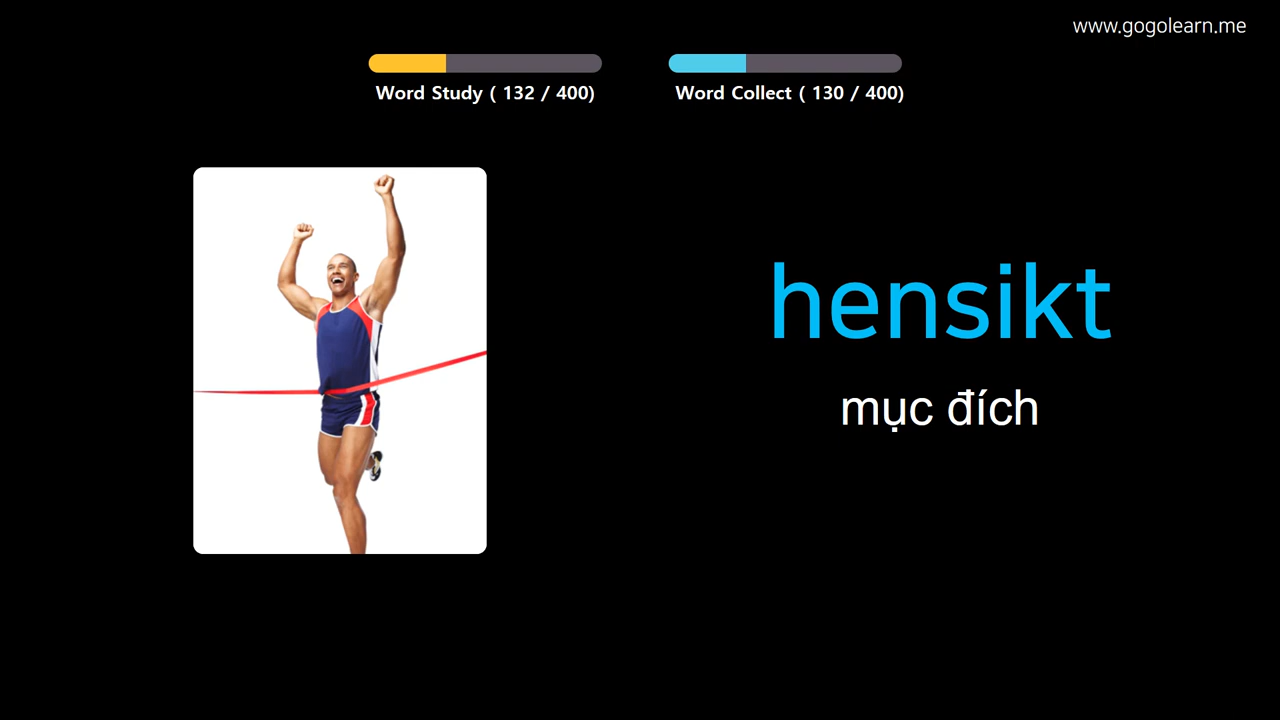 www.gogolearn.me
Word Study ( 132 / 400)
Word Collect ( 130 / 400)
hensikt
mục đích